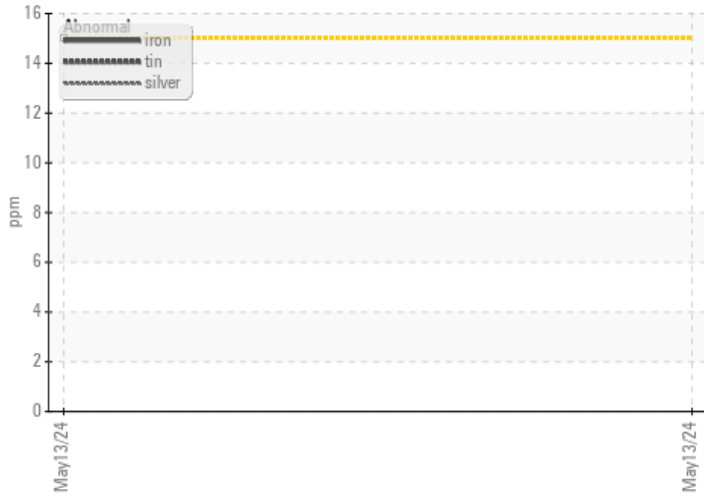 16
Abnormal
iron
tin
silver
14
12
10
8
6
4
2
0
ppm
May13/24
May13/24